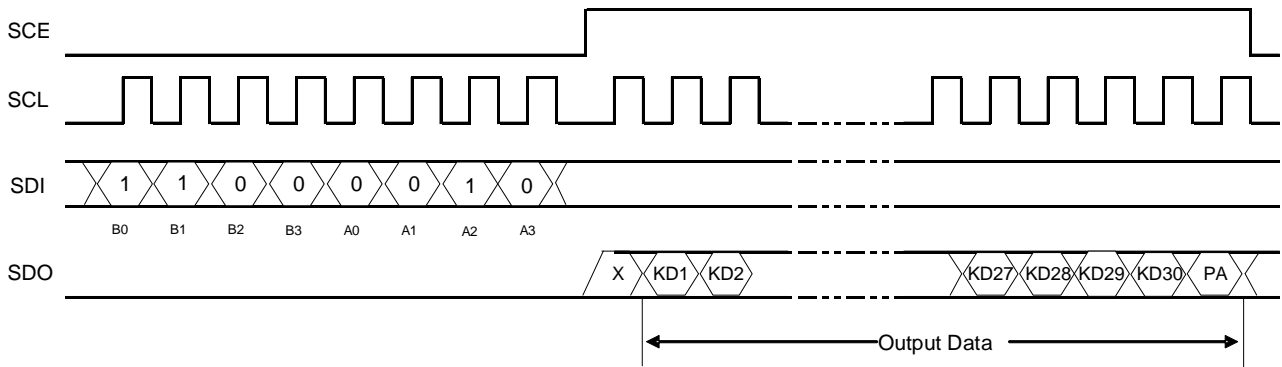 SCE
SCL
SDI 1 1 0 0 0 0 1 0
B0 B1 B2 B3 A0 A1 A2 A3
SDO X KD1 KD2 KD27 KD28 KD29 KD30 PA
Output Data